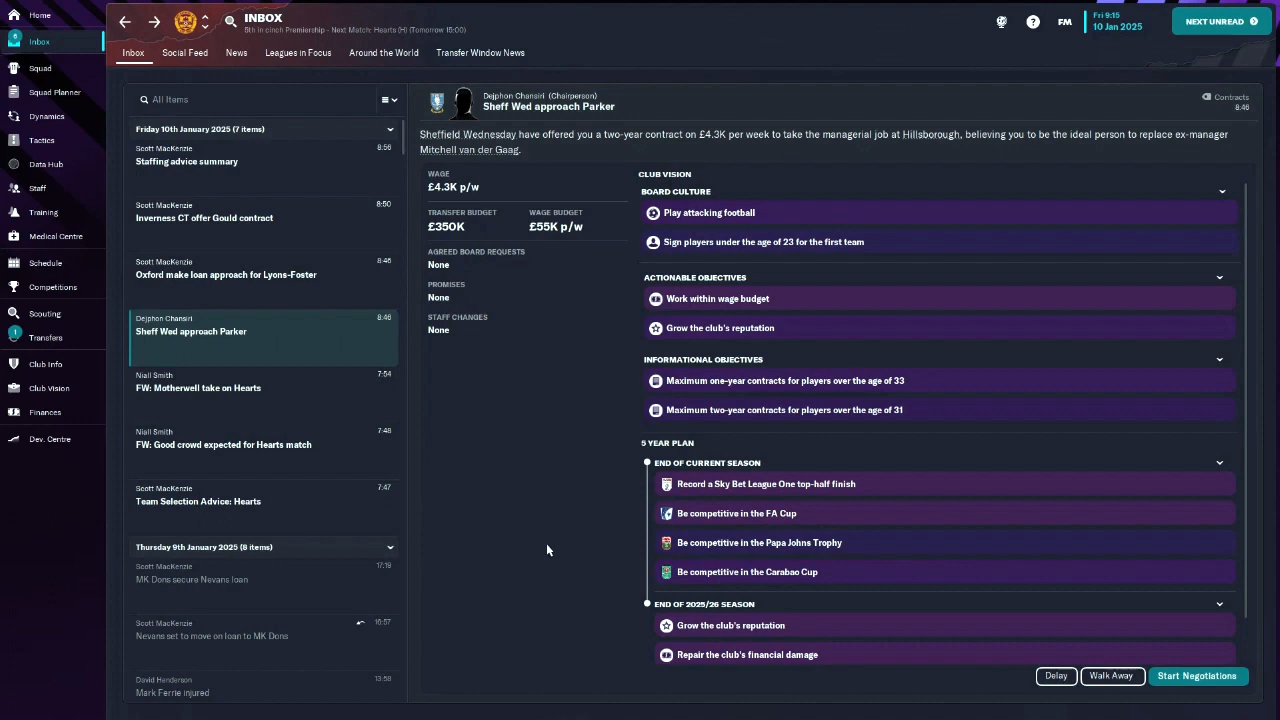 Home
INBOX
5th in cinch Premiership - Next Match: Hearts (H) (Tomorrow 15:00)
FM
Fri 9:15
10 Jan 2025
NEXT UNREAD
6
Inbox
Squad
Squad Planner
Dynamics
Tactics
Data Hub
Staff
Training
Medical Centre
Schedule
Competitions
Scouting
1
Transfers
Club Info
Club Vision
Finances
Dev. Centre
Inbox
Social Feed
News
Leagues in Focus
Around the World
Transfer Window News
All Items
Friday 10th January 2025 (7 items)
Scott MacKenzie
8:56
Staffing advice summary
Scott MacKenzie
8:50
Inverness CT offer Gould contract
Scott MacKenzie
8:46
Oxford make loan approach for Lyons-Foster
Dejphon Chansiri
8:46
Sheff Wed approach Parker
Niall Smith
7:54
FW: Motherwell take on Hearts
Niall Smith
7:48
FW: Good crowd expected for Hearts match
Scott MacKenzie
7:47
Team Selection Advice: Hearts
Thursday 9th January 2025 (8 items)
Scott MacKenzie
17:19
MK Dons secure Nevans loan
Scott MacKenzie
16:57
Nevans set to move on loan to MK Dons
David Henderson
13:58
Mark Ferrie injured
Dejphon Chansiri (Chairperson)
Sheff Wed approach Parker
Contracts
8:46
Sheffield Wednesday have offered you a two-year contract on £4.3K per week to take the managerial job at Hillsborough, believing you to be the ideal person to replace ex-manager
Mitchell van der Gaag.
WAGE
£4.3K p/w
TRANSFER BUDGET
WAGE BUDGET
£350K
£55K p/w
AGREED BOARD REQUESTS
None
PROMISES
None
STAFF CHANGES
None
CLUB VISION
BOARD CULTURE
Play attacking football
Sign players under the age of 23 for the first team
ACTIONABLE OBJECTIVES
Work within wage budget
Grow the club's reputation
INFORMATIONAL OBJECTIVES
Maximum one-year contracts for players over the age of 33
Maximum two-year contracts for players over the age of 31
5 YEAR PLAN
END OF CURRENT SEASON
Record a Sky Bet League One top-half finish
Be competitive in the FA Cup
Be competitive in the Papa Johns Trophy
Be competitive in the Carabao Cup
END OF 2025/26 SEASON
Grow the club's reputation
Repair the club's financial damage
Delay
Walk Away
Start Negotiations